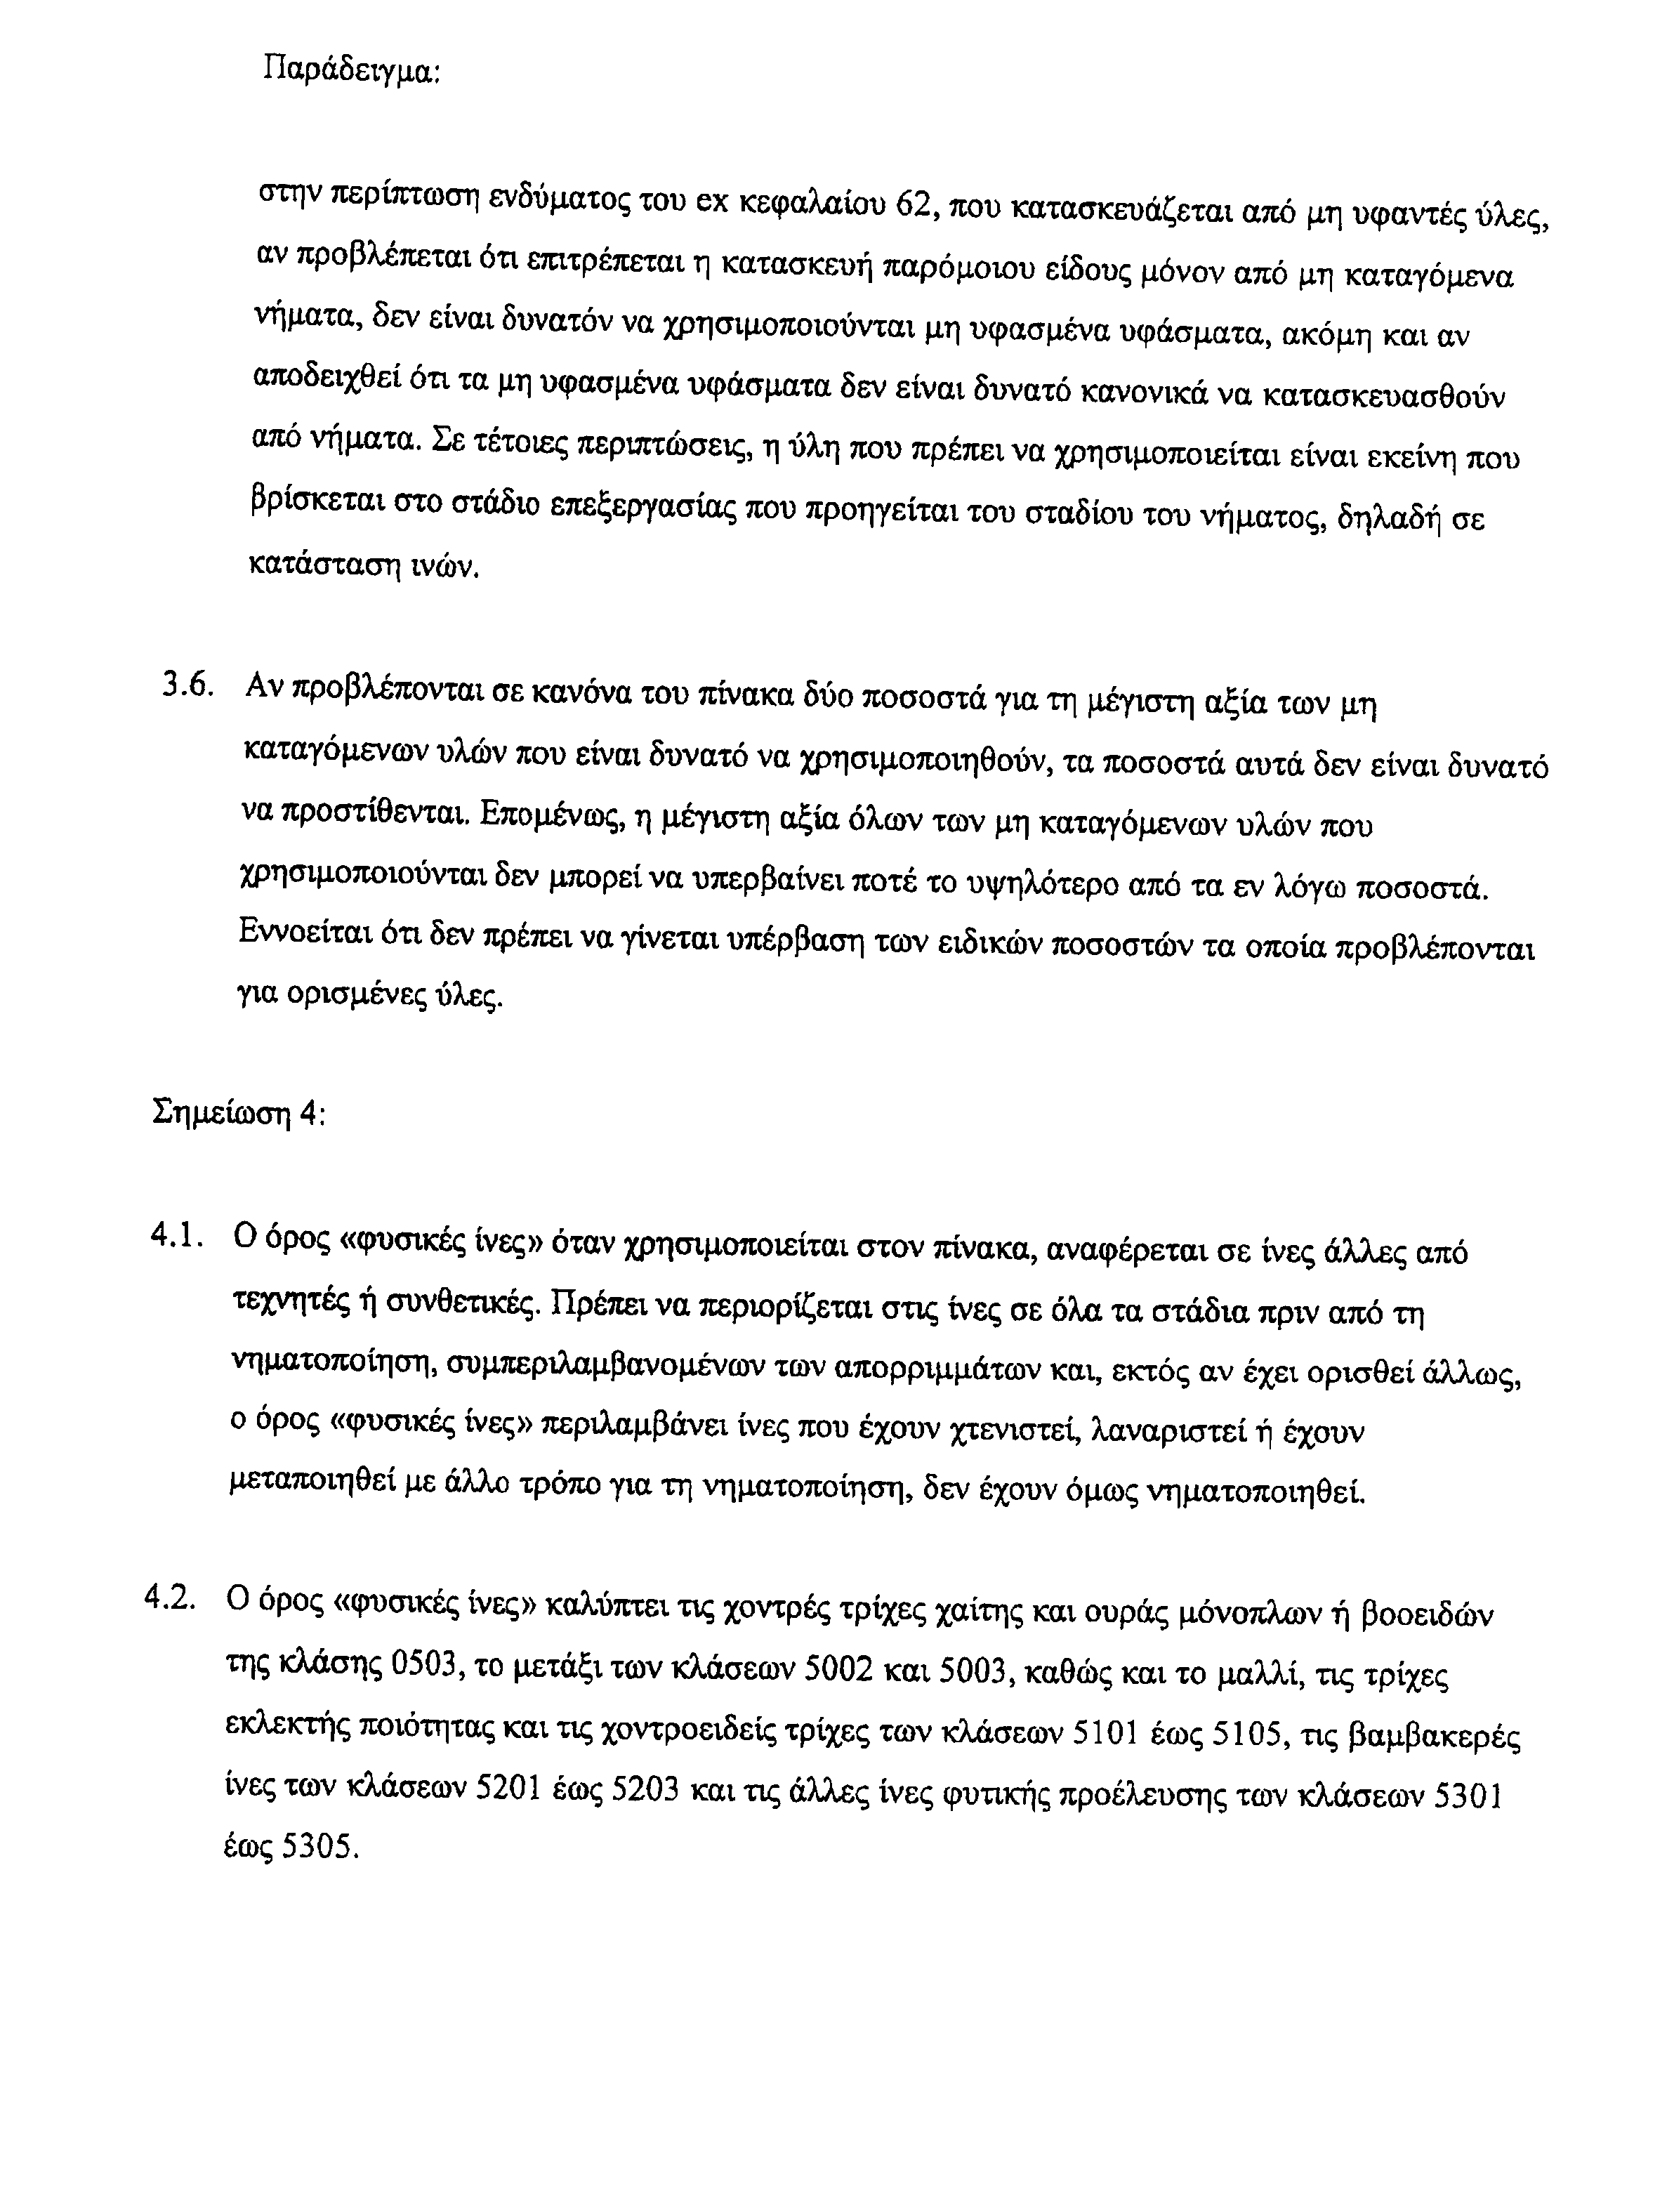 Παράδειγμα:
στην περίπτωση ενδύματος του ex κεφαλαίου 62, που κατασκευάζεται από μη υφαντές ύλες,
αν προβλέπεται ότι επιτρέπεται η κατασκευή παρόμοιου είδους μόνον από μη καταγόμενα
νήματα, δεν είναι δυνατόν να χρησιμοποιούνται μη υφασμένα υφάσματα, ακόμη και αν
αποδειχθεί ότι τα μη υφασμένα υφάσματα δεν είναι δυνατό κανονικά να κατασκευασθούν
από νήματα. Σε τέτοιες περιπτώσεις, η ύλη που πρέπει να χρησιμοποιείται είναι εκείνη που
βρίσκεται στο στάδιο επεξεργασίας που προηγείται του σταδίου του νήματος, δηλαδή σε
κατάσταση ινών.
3.6. Αν προβλέπονται σε κανόνα του πίνακα δύο ποσοστά για τη μέγιστη αξία των μη
καταγόμενων υλών που είναι δυνατό να χρησιμοποιηθούν, τα ποσοστά αυτά δεν είναι δυνατό
να προστίθενται. Επομένως, η μέγιστη αξία όλων των μη καταγόμενων υλών που
χρησιμοποιούνται δεν μπορεί να υπερβαίνει ποτέ το υψηλότερο από τα εν λόγω ποσοστά.
Εννοείται ότι δεν πρέπει να γίνεται υπέρβαση των ειδικών ποσοστών τα οποία προβλέπονται
για ορισμένες ύλες.
Σημείωση 4:
4.1. Ο όρος «φυσικές ίνες» όταν χρησιμοποιείται στον πίνακα, αναφέρεται σε ίνες άλλες από
τεχνητές ή συνθετικές. Πρέπει να περιορίζεται στις ίνες σε όλα τα στάδια πριν από τη
νηματοποίηση, συμπεριλαμβανομένων των απορριμμάτων και, εκτός αν έχει ορισθεί άλλως,
ο όρος «φυσικές ίνες» περιλαμβάνει ίνες που έχουν χτενιστεί, λαναριστεί ή έχουν
μεταποιηθεί με άλλο τρόπο για τη νηματοποίηση, δεν έχουν όμως νηματοποιηθεί.
4.2. Ο όρος «φυσικές ίνες» καλύπτει τις χοντρές τρίχες χαίτης και ουράς μόνοπλων ή βοοειδών
της κλάσης 0503, το μετάξι των κλάσεων 5002 και 5003, καθώς και το μαλλί, τις τρίχες
εκλεκτής ποιότητας και τις χοντροειδείς τρίχες των κλάσεων 5101 έως 5105, τις βαμβακερές
ίνες των κλάσεων 5201 έως 5203 και τις άλλες ίνες φυτικής προέλευσης των κλάσεων 5301
έως 5305.